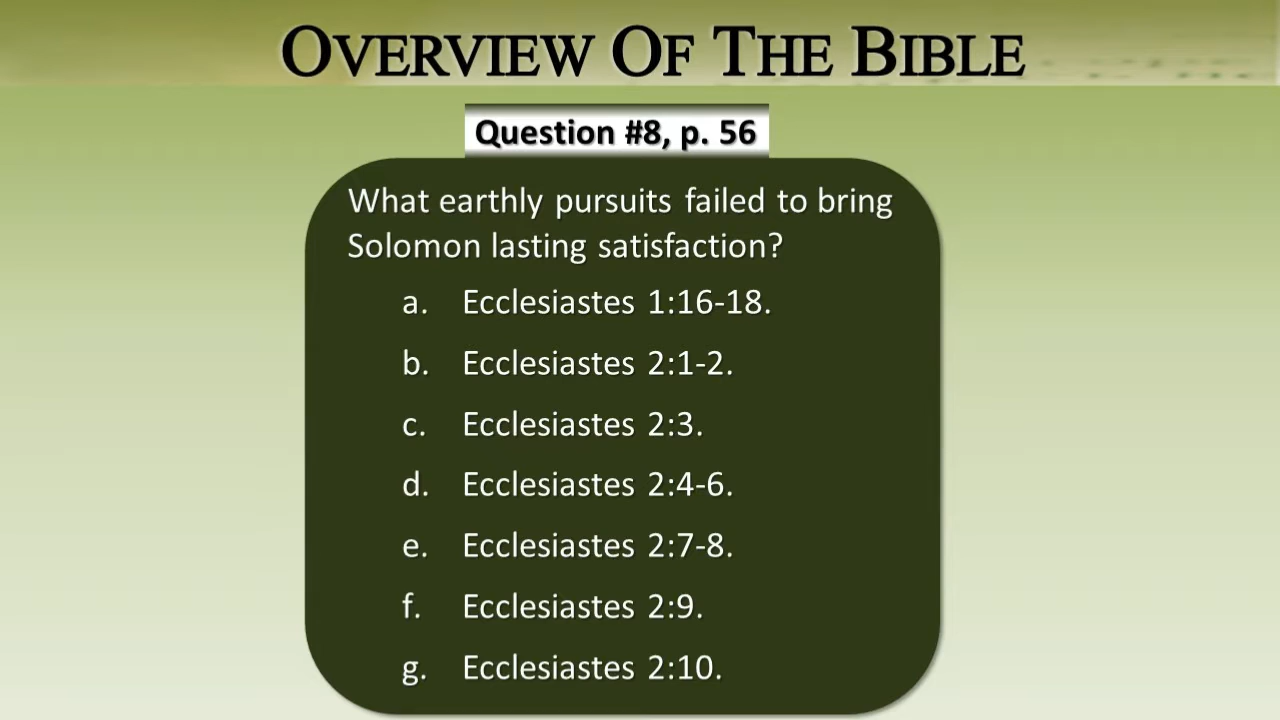 OVERVIEW OF THE BIBLE
Question #8, p. 56
What earthly pursuits failed to bring
Solomon lasting satisfaction?
a. Ecclesiastes 1:16-18.
b. Ecclesiastes 2:1-2.
c. Ecclesiastes 2:3.
d. Ecclesiastes 2:4-6.
e. Ecclesiastes 2:7-8.
f. Ecclesiastes 2:9.
g. Ecclesiastes 2:10.